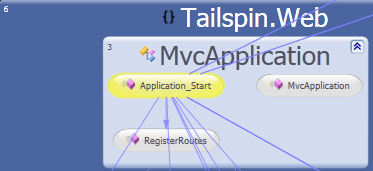 6
{} Tailspin.Web
3
MvcApplication
Application_Start
MvcApplication
RegisterRoutes